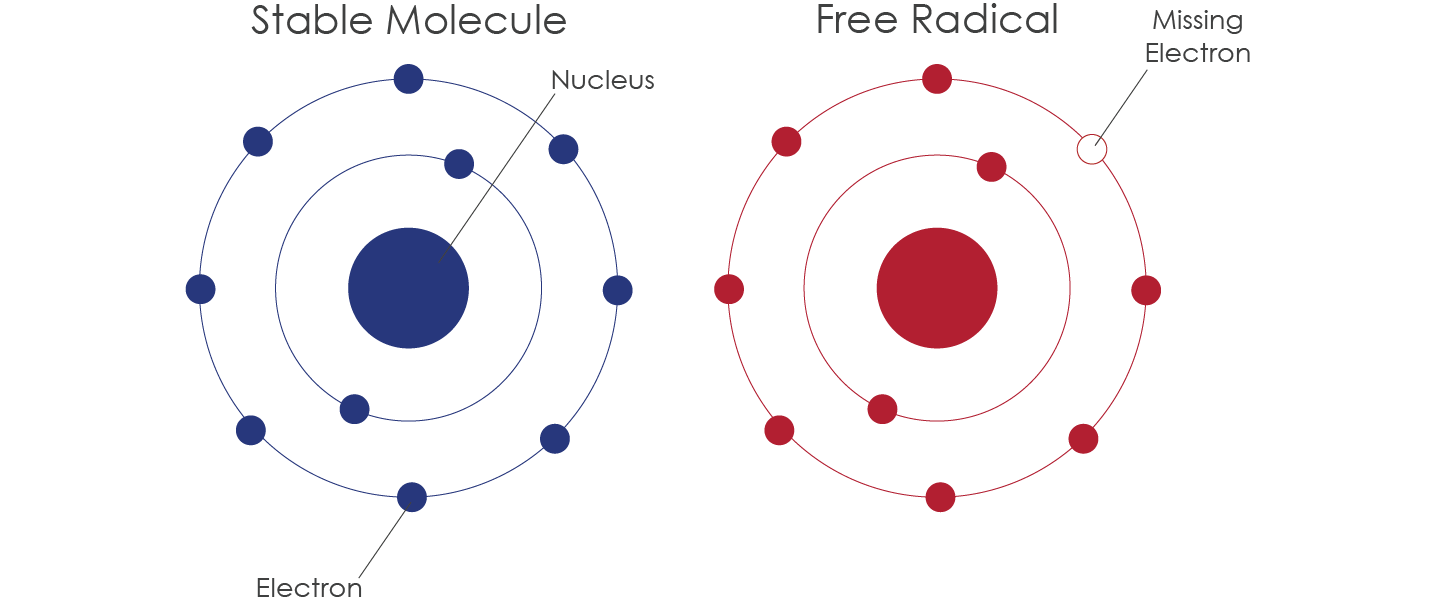 Stable Molecule
Free Radical
Missing
Electron
Nucleus
Electron